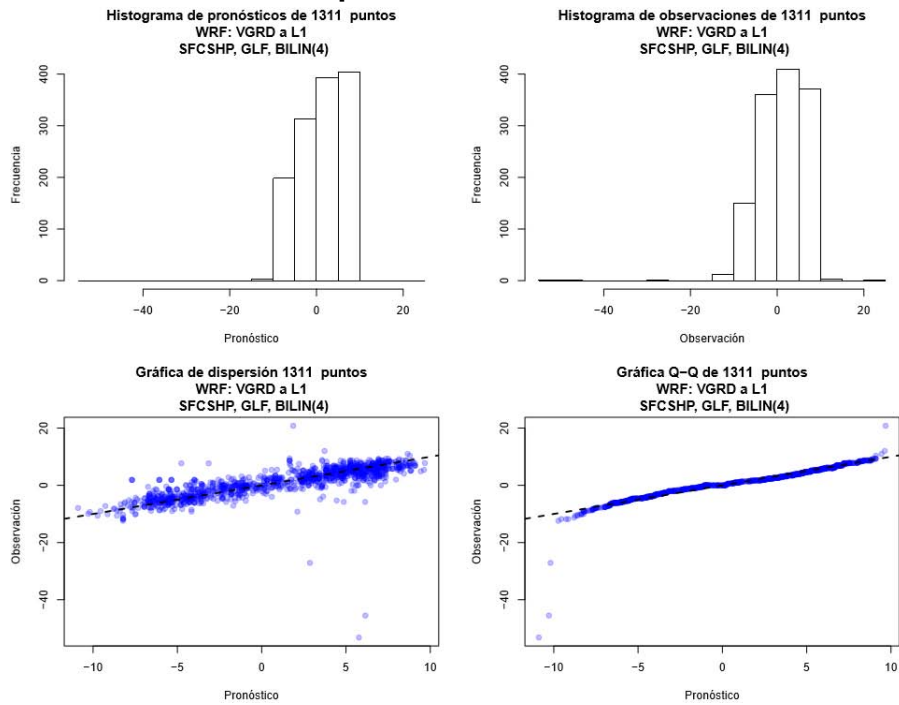 Histograma de pronósticos de 1311 puntos
WRF: VGRD a L1
SFCSHP, GLF, BILIN(4)
Frecuencia
400
300
200
100
0
−40
−20
0
20
Pronóstico
Histograma de observaciones de 1311 puntos
WRF: VGRD a L1
SFCSHP, GLF, BILIN(4)
Frecuencia
400
300
200
100
0
−40
−20
0
20
Observación
Gráfica de dispersión 1311 puntos
WRF: VGRD a L1
SFCSHP, GLF, BILIN(4)
Observación
20
0
−20
−40
−10
−5
0
5
10
Pronóstico
Gráfica Q−Q de 1311 puntos
WRF: VGRD a L1
SFCSHP, GLF, BILIN(4)
Observación
20
0
−20
−40
−10
−5
0
5
10
Pronóstico